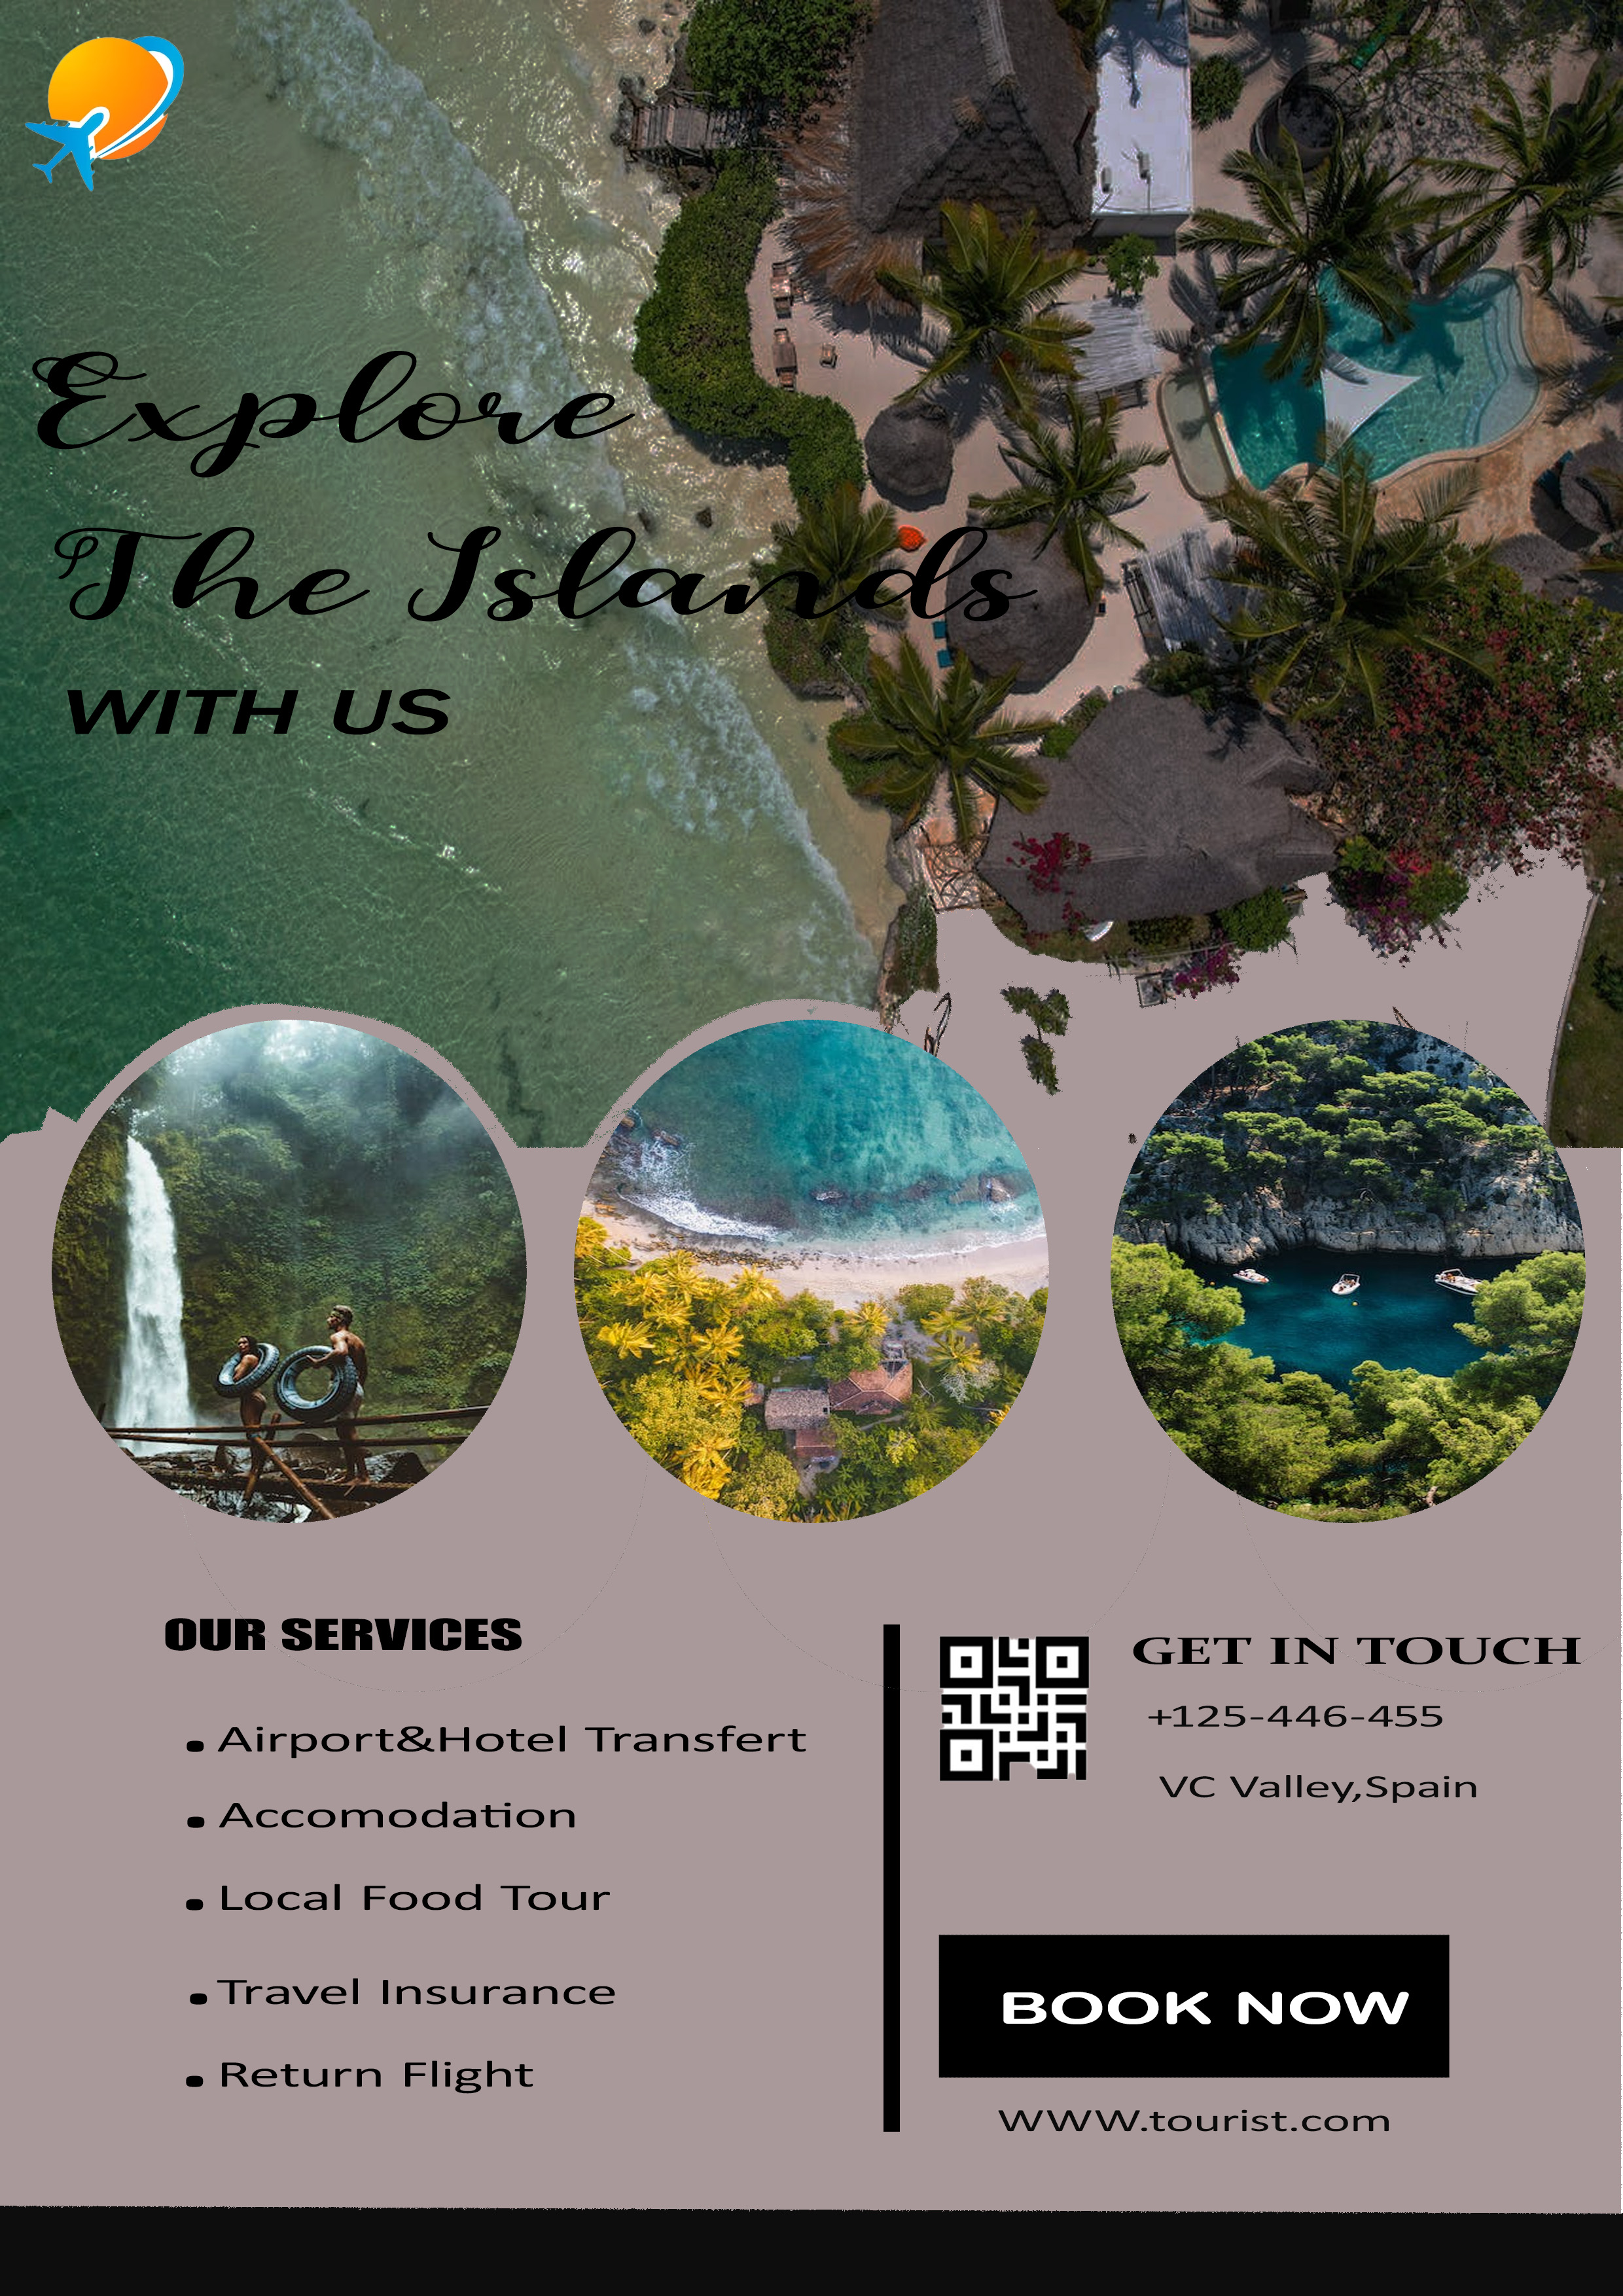 Explore
The Islands
WITH US
OUR SERVICES
Airport&Hotel Transfert
Accomodation
Local Food Tour
Travel Insurance
Return Flight
GET IN TOUCH
+125-446-455
VC Valley,Spain
BOOK NOW
WWW.tourist.com